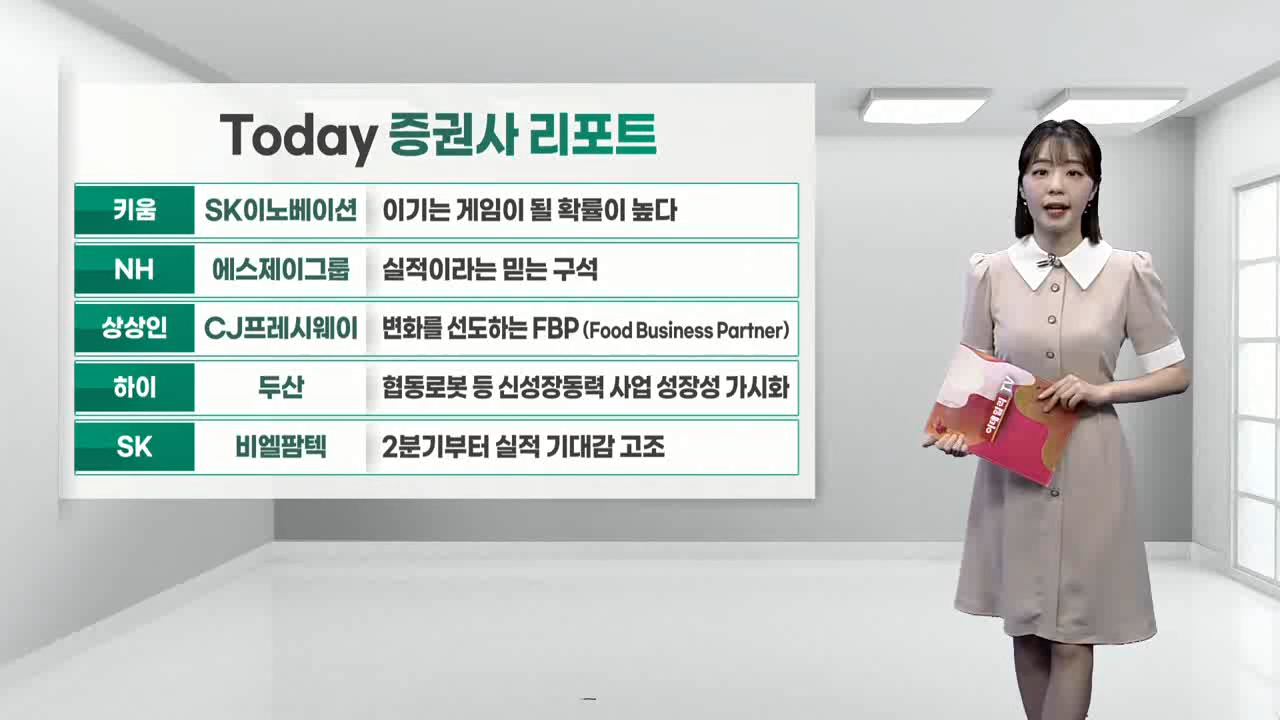 Today 증권사 리포트
키움 SK이노베이션 이기는 게임이 될 확률이 높다
NH 에스제이그룹 실적이라는 믿는 구석
상상인 CJ프레시웨이 변화를 선도하는 FBP (Food Business Partner)
하이 두산 협동로봇 등 신성장동력 사업 성장성 가시화
SK 비엘팜텍 2분기부터 실적 기대감 고조
이데일리 TV